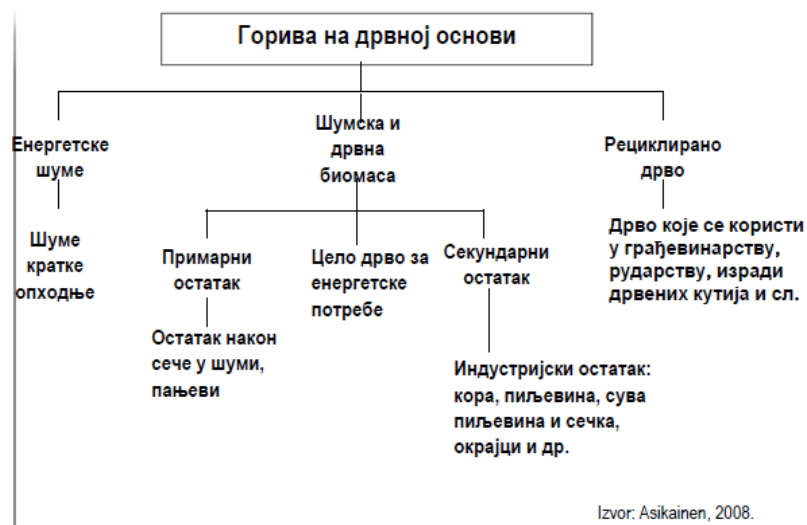 Горива на дрвној основи
Енергетске
шуме
Шумска и
дрвна
биомаса
Рециклирано
дрво
Шуме
кратке
опходње
Примарни
остатак
Цело дрво за
енергетске
потребе
Секундарни
остатак
Дрво које се користи
у грађевинарству,
рударству, изради
дрвених кутија и сл.
Остатак након
сече у шуми,
пањеви
Индустријски остатак:
кора, пиљевина, сува
пиљевина и сечка,
окрајци и др.
Izvor: Asikainen, 2008.